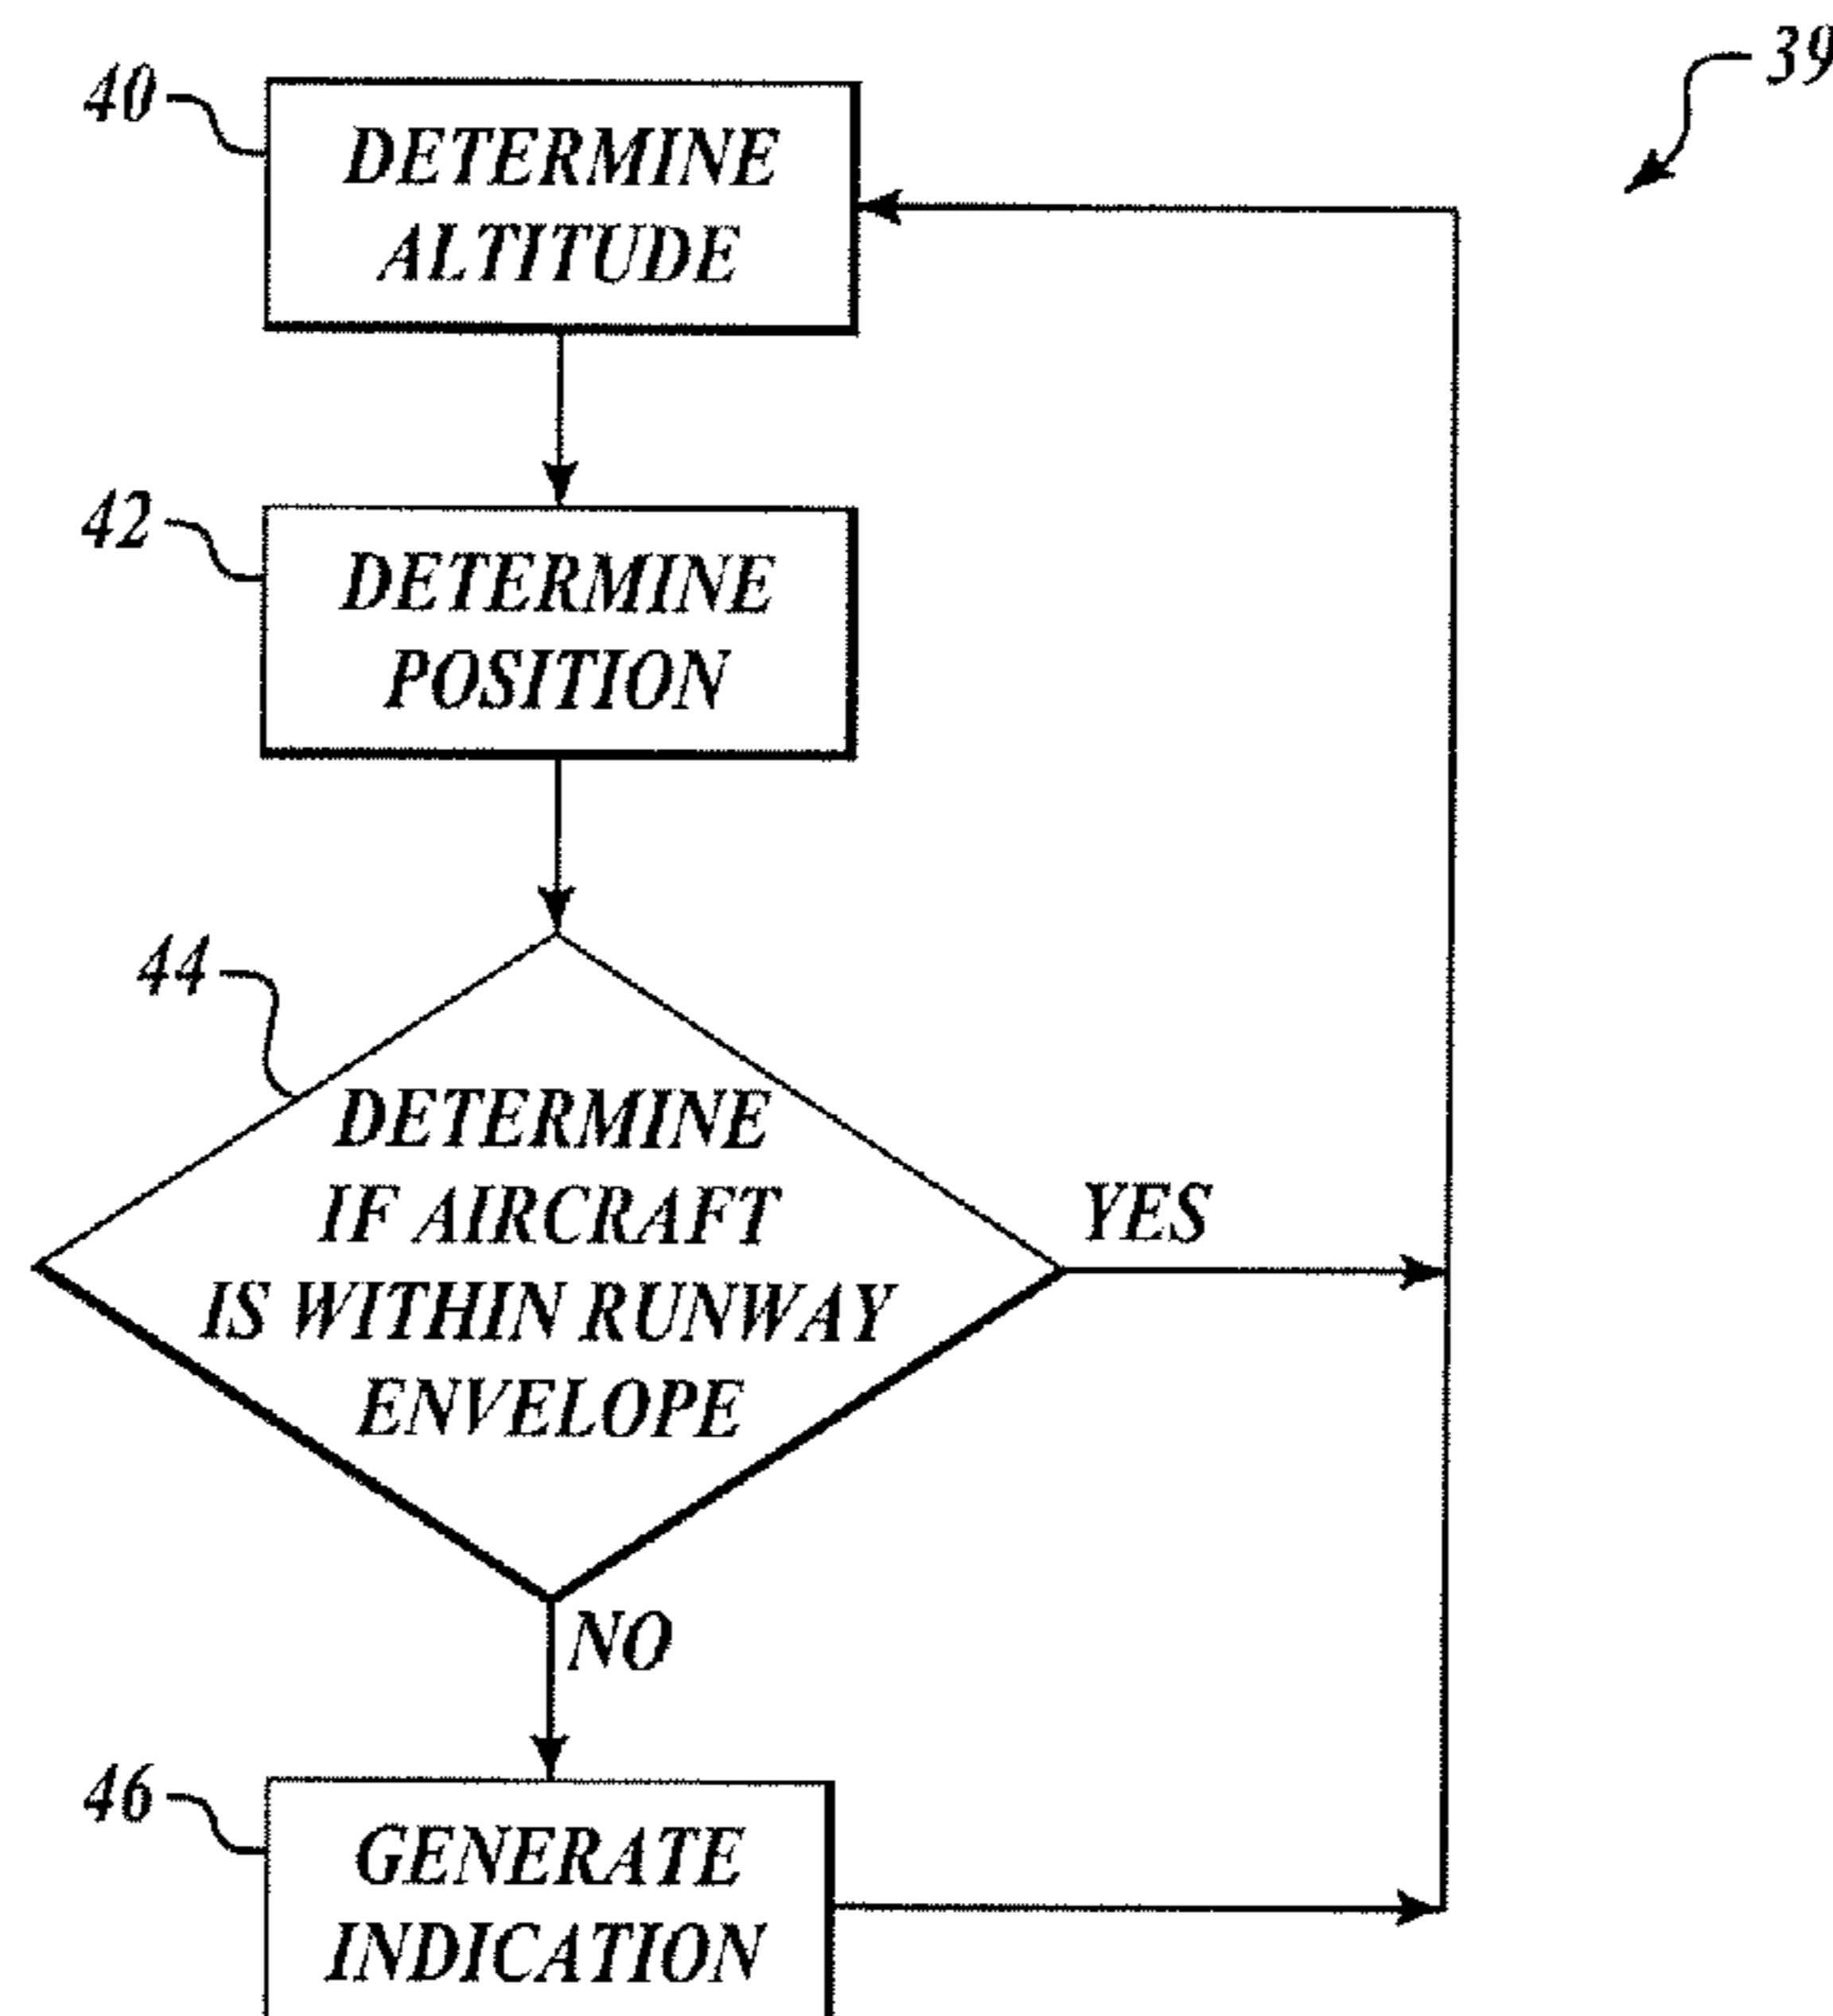 39
40
DETERMINE
ALTITUDE
42
DETERMINE
POSITION
44
DETERMINE
IF AIRCRAFT
IS WITHIN RUNWAY
ENVELOPE
YES
NO
46
GENERATE
INDICATION